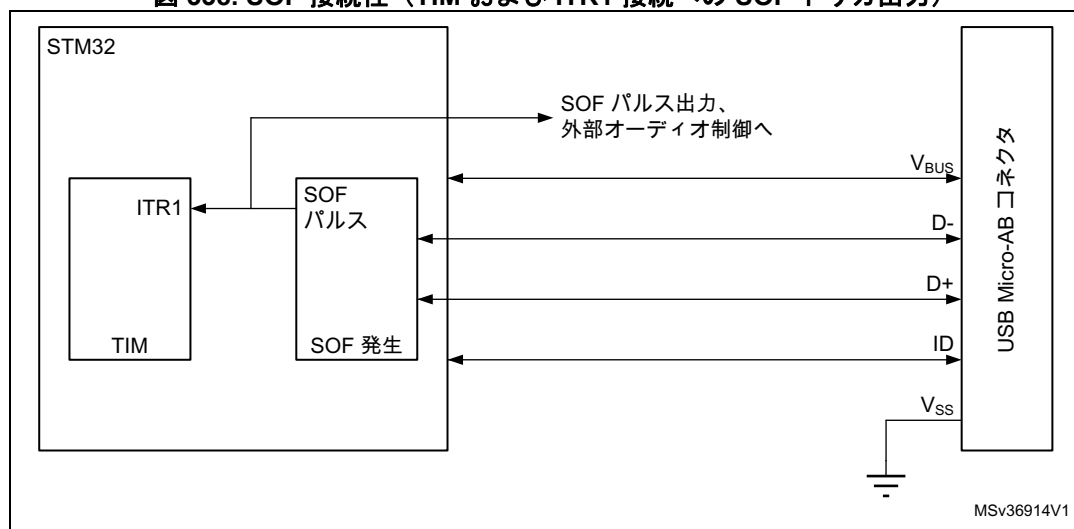 STM32
SOF パルス出力、
外部オーディオ制御へ
ITR1
SOF
パルス
TIM
SOF 発生
VBUS
D-
D+
ID
VSS
USB Micro-AB コネクタ
MSv36914V1